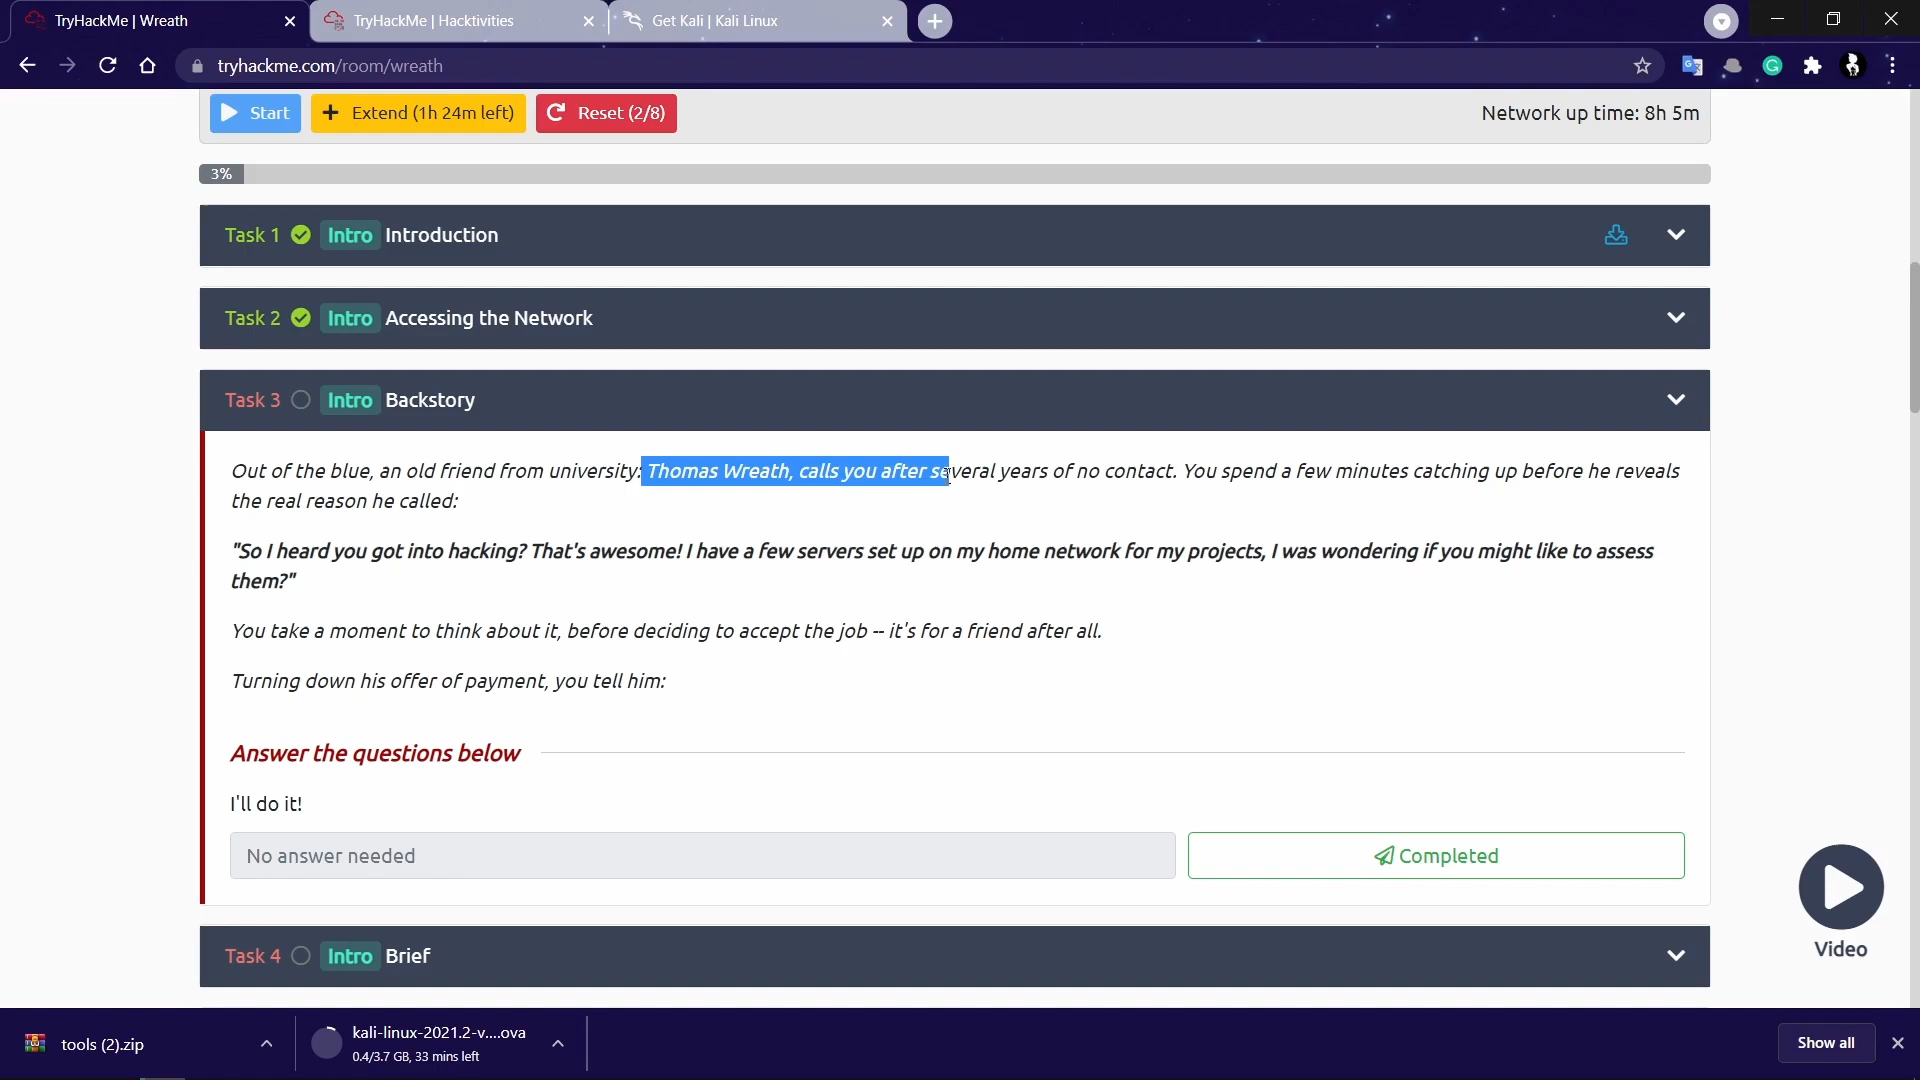 TryHackMe | Wreath
TryHackMe | Hacktivities
Get Kali | Kali Linux
tryhackme.com/room/wreath
Start
Extend (1h 24m left)
Reset (2/8)
Network up time: 8h 5m
3%
Task 1 Intro Introduction
Task 2 Intro Accessing the Network
Task 3 Intro Backstory
Out of the blue, an old friend from university: Thomas Wreath, calls you after several years of no contact. You spend a few minutes catching up before he reveals
the real reason he called:
"So I heard you got into hacking? That's awesome! I have a few servers set up on my home network for my projects, I was wondering if you might like to assess
them?"
You take a moment to think about it, before deciding to accept the job -- it's for a friend after all.
Turning down his offer of payment, you tell him:
Answer the questions below
I'll do it!
No answer needed
Completed
Video
Task 4 Intro Brief
tools (2).zip
kali-linux-2021.2-v....ova
0.4/3.7 GB, 33 mins left
Show all